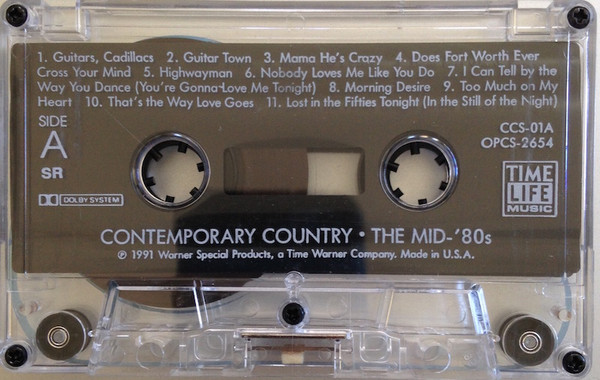 1. Guitars, Cadillacs 2. Guitar Town 3. Mama He's Crazy 4. Does Fort Worth Ever
Cross Your Mind 5. Highwayman 6. Nobody Loves Me Like You Do 7. I Can Tell by the
Way You Dance (You're Gonna Love Me Tonight) 8. Morning Desire 9. Too Much on My
Heart 10. That's the Way Love Goes 11. Lost in the Fifties Tonight (In the Still of the Night)
SIDE
A
SR
DOLBY SYSTEM
CCS-01A
OPCS-2654
TIME
LIFE
MUSIC
CONTEMPORARY COUNTRY • THE MID-'80s
℗ 1991 Warner Special Products, a Time Warner Company. Made in U.S.A.